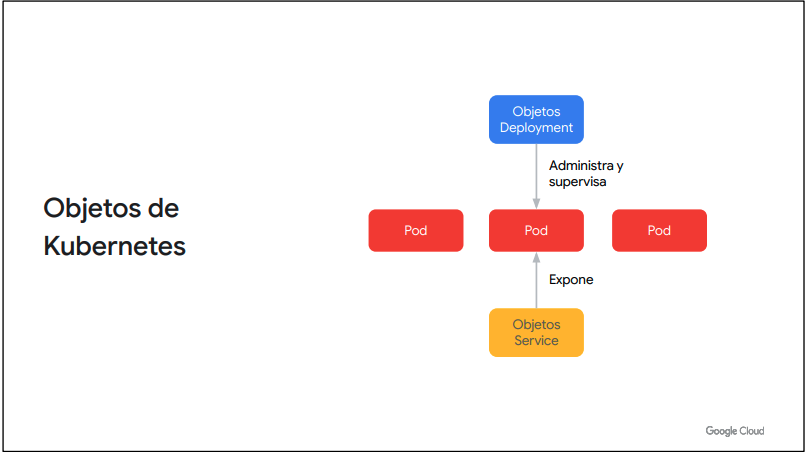 Objetos de
Kubernetes
Objetos
Deployment
Administra y
supervisa
Pod
Pod
Pod
Expone
Objetos
Service
Google Cloud